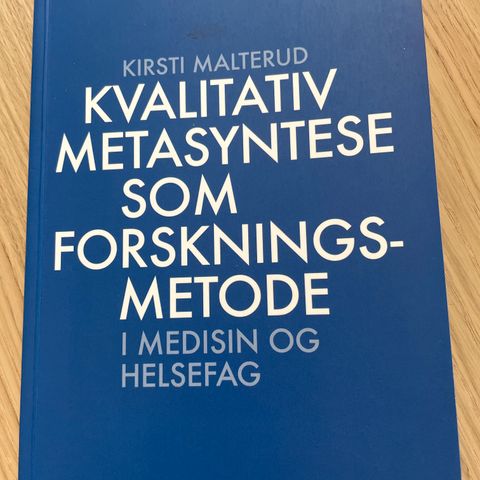 KIRSTI MALTERUD
KVALITATIV
METASYNTESE
SOM
FORSKNINGS-
METODE
I MEDISIN OG
HELSEFAG